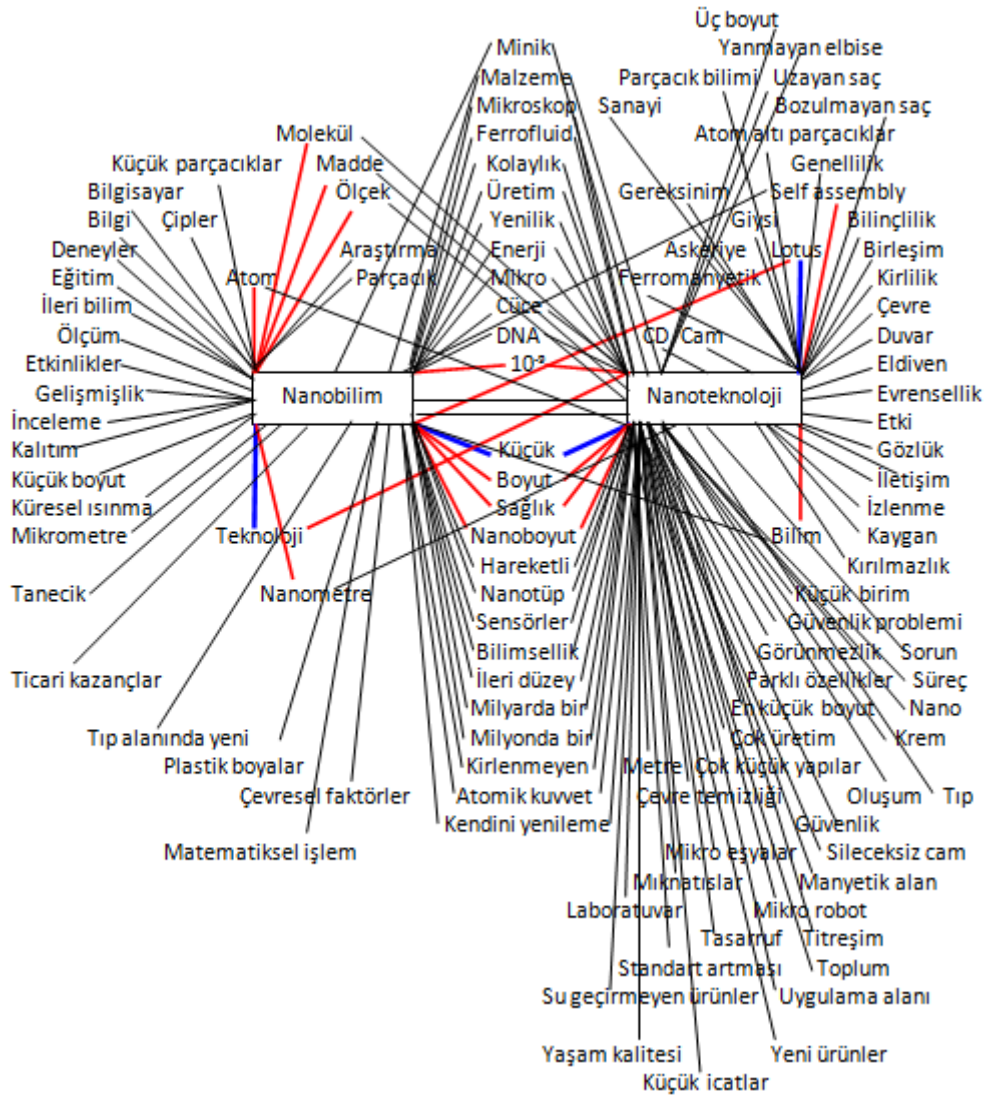 Üç boyut
Minik
Yanmayan elbise
Malzeme
Parçacık bilimi
Uzayan saç
Mikroskop
Sanayi
Bozulmayan saç
Molekül
Ferrofluid
Atom altı parçacıklar
Küçük parçacıklar
Madde
Kolaylık
Genellilik
Bilgisayar
Ölçek
Üretim
Gereksinim
Self assembly
Bilgi
Çipler
Yenilik
Giysi
Bilinçlilik
Deneyler
Araştırma
Enerji
Askeriye
Lotus
Birleşim
Eğitim
Atom
Parçacık
Mikro
Ferromanyetik
Kirlilik
İleri bilim
Cüce
Çevre
Ölçüm
DNA
CD
Cam
Duvar
Etkinlikler
10⁻⁹
Eldiven
Gelişmişlik
Nanobilim
Nanoteknoloji
Evrensellik
İnceleme
Etki
Kalıtım
Küçük
Gözlük
Küçük boyut
Boyut
İletişim
Küresel ısınma
Sağlık
İzlenme
Mikrometre
Teknoloji
Nanoboyut
Bilim
Kaygan
Hareketli
Kırılmazlık
Tanecik
Nanometre
Nanotüp
Küçük birim
Sensörler
Güvenlik problemi
Bilimsellik
Görünmezlik
Sorun
Ticari kazançlar
İleri düzey
Farklı özellikler
Süreç
Milyarda bir
En küçük boyut
Nano
Tıp alanında yeni
Milyonda bir
Çok üretim
Krem
Plastik boyalar
Kirlenmeyen
Metre
Çok küçük yapılar
Çevresel faktörler
Atomik kuvvet
Çevre temizliği
Oluşum
Tıp
Kendini yenileme
Güvenlik
Matematiksel işlem
Mikro eşyalar
Sileceksiz cam
Mıknatıslar
Manyetik alan
Laboratuvar
Mikro robot
Tasarruf
Titreşim
Standart artması
Toplum
Su geçirmeyen ürünler
Uygulama alanı
Yaşam kalitesi
Yeni ürünler
Küçük icatlar